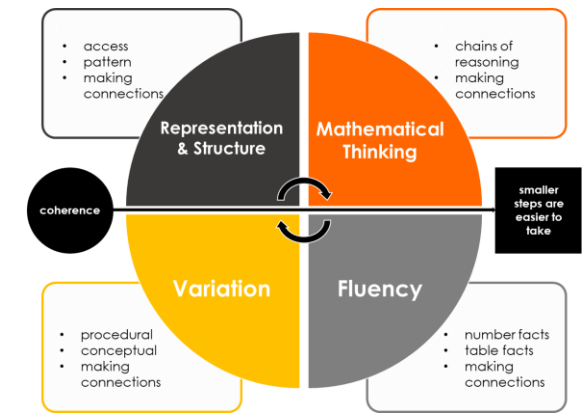 • access
• pattern
• making
connections
• chains of
reasoning
• making
connections
Representation
& Structure
Mathematical
Thinking
coherence
smaller
steps are
easier to
take
Variation
Fluency
• procedural
• conceptual
• making
connections
• number facts
• table facts
• making
connections